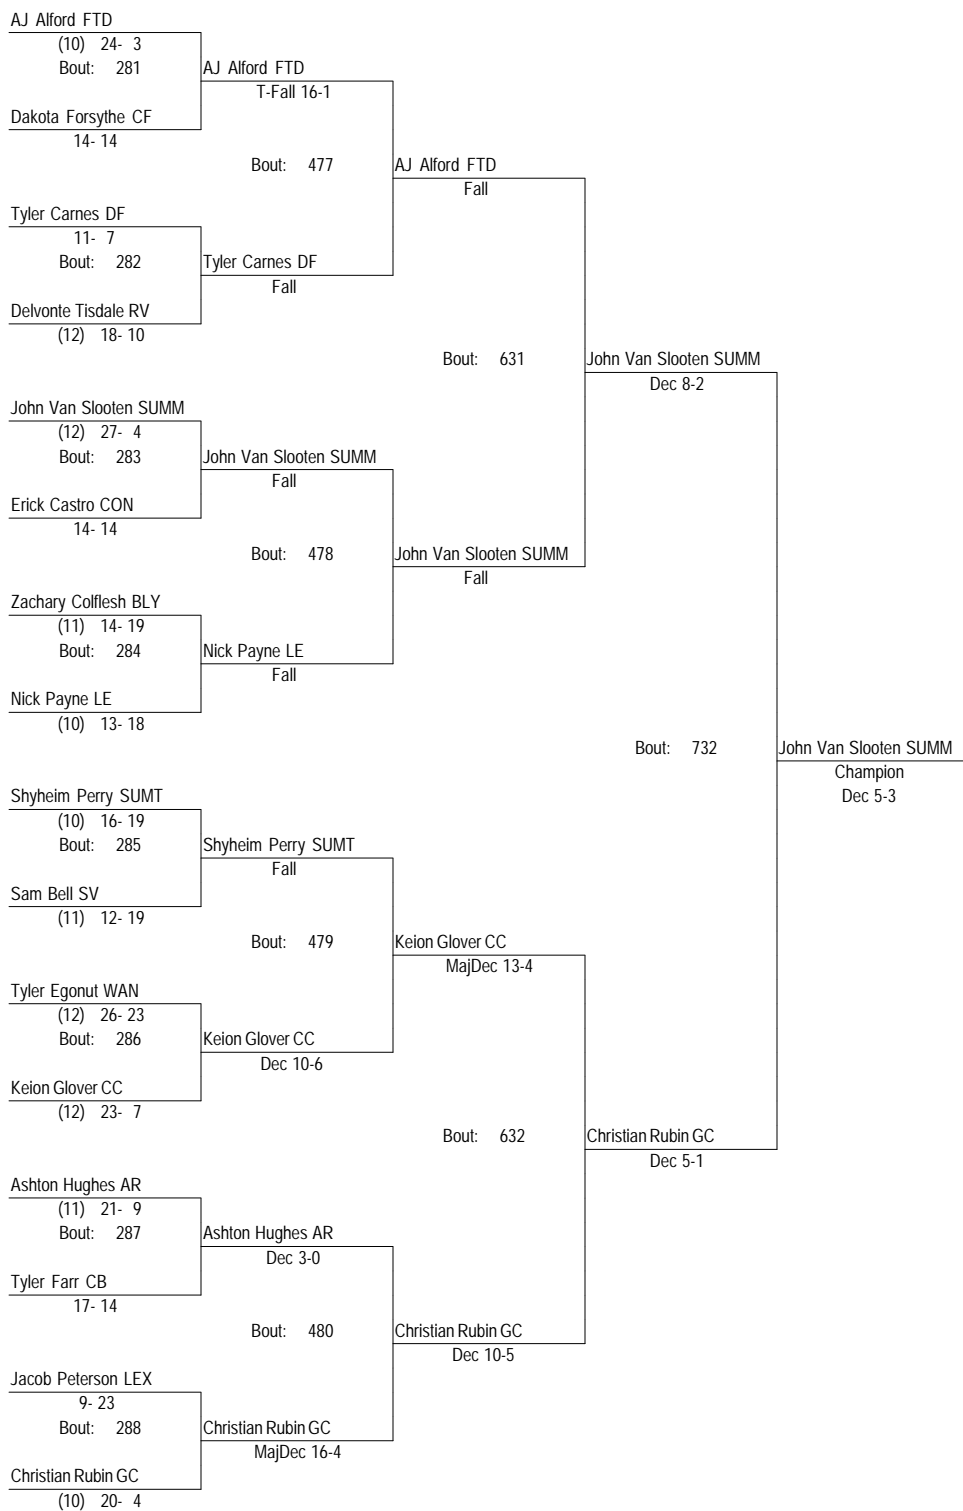 AJ Alford FTD
(10) 24- 3
Bout: 281
AJ Alford FTD
T-Fall 16-1
Dakota Forsythe CF
14- 14
Bout: 477
AJ Alford FTD
Fall
Tyler Carnes DF
11- 7
Bout: 282
Tyler Carnes DF
Fall
Delvonte Tisdale RV
(12) 18- 10
Bout: 631
John Van Slooten SUMM
Dec 8-2
John Van Slooten SUMM
(12) 27- 4
Bout: 283
John Van Slooten SUMM
Fall
Erick Castro CON
14- 14
Bout: 478
John Van Slooten SUMM
Fall
Zachary Colflesh BLY
(11) 14- 19
Bout: 284
Nick Payne LE
Fall
Nick Payne LE
(10) 13- 18
Bout: 732
John Van Slooten SUMM
Champion
Dec 5-3
Shyheim Perry SUMT
(10) 16- 19
Bout: 285
Shyheim Perry SUMT
Fall
Sam Bell SV
(11) 12- 19
Bout: 479
Keion Glover CC
MajDec 13-4
Tyler Egonut WAN
(12) 26- 23
Bout: 286
Keion Glover CC
Dec 10-6
Keion Glover CC
(12) 23- 7
Bout: 632
Christian Rubin GC
Dec 5-1
Ashton Hughes AR
(11) 21- 9
Bout: 287
Ashton Hughes AR
Dec 3-0
Tyler Farr CB
17- 14
Bout: 480
Christian Rubin GC
Dec 10-5
Jacob Peterson LEX
9- 23
Bout: 288
Christian Rubin GC
MajDec 16-4
Christian Rubin GC
(10) 20- 4